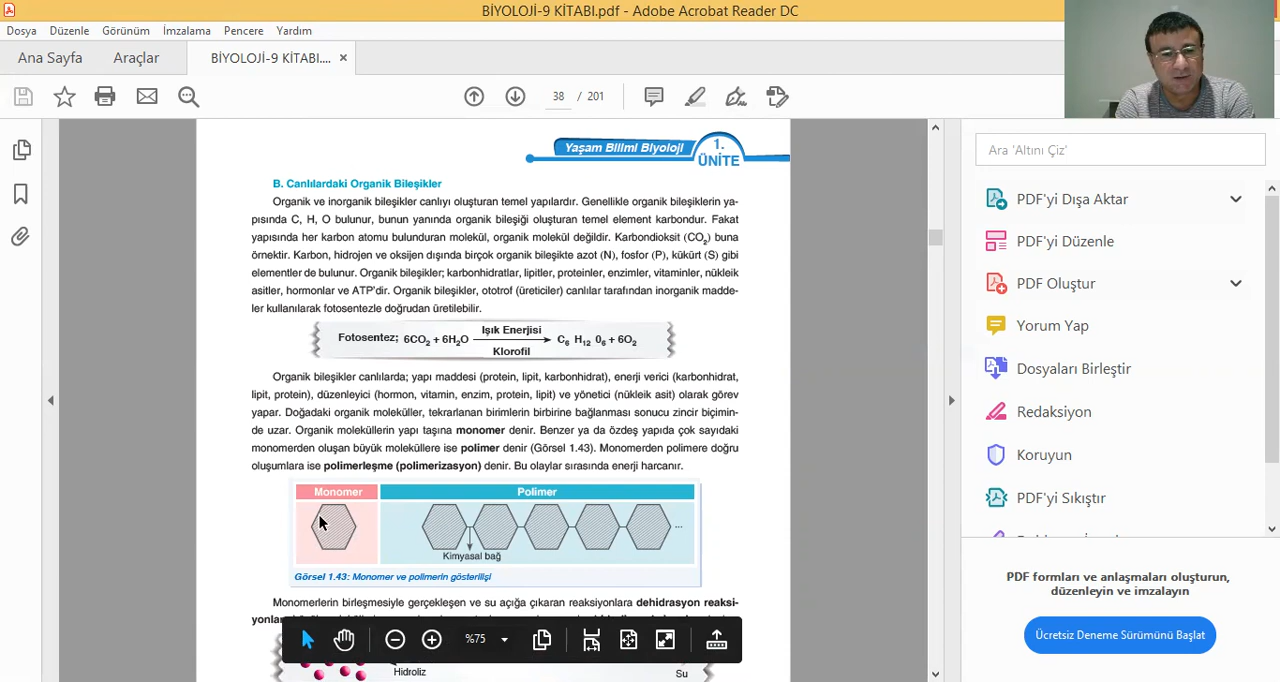 BİYOLOJİ-9 KİTABI.pdf - Adobe Acrobat Reader DC
Dosya Düzenle Görünüm İmzalama Pencere Yardım
Ana Sayfa Araçlar BİYOLOJİ-9 KİTABI.... ×
38 / 201
Yaşam Bilimi Biyoloji
1.
ÜNİTE
B. Canlılardaki Organik Bileşikler
Organik ve inorganik bileşikler canlıyı oluşturan temel yapılardır. Genellikle organik bileşiklerin ya-
pısında C, H, O bulunur, bunun yanında organik bileşiği oluşturan temel element karbondur. Fakat
yapısında her karbon atomu bulunduran molekül, organik molekül değildir. Karbondioksit (CO2) buna
örnektir. Karbon, hidrojen ve oksijen dışında birçok organik bileşikte azot (N), fosfor (P), kükürt (S) gibi
elementler de bulunur. Organik bileşikler; karbonhidratlar, lipitler, proteinler, enzimler, vitaminler, nükleik
asitler, hormonlar ve ATP'dir. Organik bileşikler, ototrof (üreticiler) canlılar tarafından inorganik madde-
ler kullanılarak fotosentezle doğrudan üretilebilir.
Işık Enerjisi
Fotosentez; 6CO2 + 6H2O C6 H12 06 + 6O2
Klorofil
Organik bileşikler canlılarda; yapı maddesi (protein, lipit, karbonhidrat), enerji verici (karbonhidrat,
lipit, protein), düzenleyici (hormon, vitamin, enzim, protein, lipit) ve yönetici (nükleik asit) olarak görev
yapar. Doğadaki organik moleküller, tekrarlanan birimlerin birbirine bağlanması sonucu zincir biçimin-
de uzar. Organik moleküllerin yapı taşına monomer denir. Benzer ya da özdeş yapıda çok sayıdaki
monomerden oluşan büyük moleküllere ise polimer denir (Görsel 1.43). Monomerden polimere doğru
oluşumlara ise polimerleşme (polimerizasyon) denir. Bu olaylar sırasında enerji harcanır.
Monomer Polimer
...
Kimyasal bağ
Görsel 1.43: Monomer ve polimerin gösterilişi
Monomerlerin birleşmesiyle gerçekleşen ve su açığa çıkaran reaksiyonlara dehidrasyon reaksi-
%75
Hidroliz Su
Ara 'Altını Çiz'
PDF'yi Dışa Aktar
PDF'yi Düzenle
PDF Oluştur
Yorum Yap
Dosyaları Birleştir
Redaksiyon
Koruyun
PDF'yi Sıkıştır
PDF formları ve anlaşmaları oluşturun,
düzenleyin ve imzalayın
Ücretsiz Deneme Sürümünü Başlat